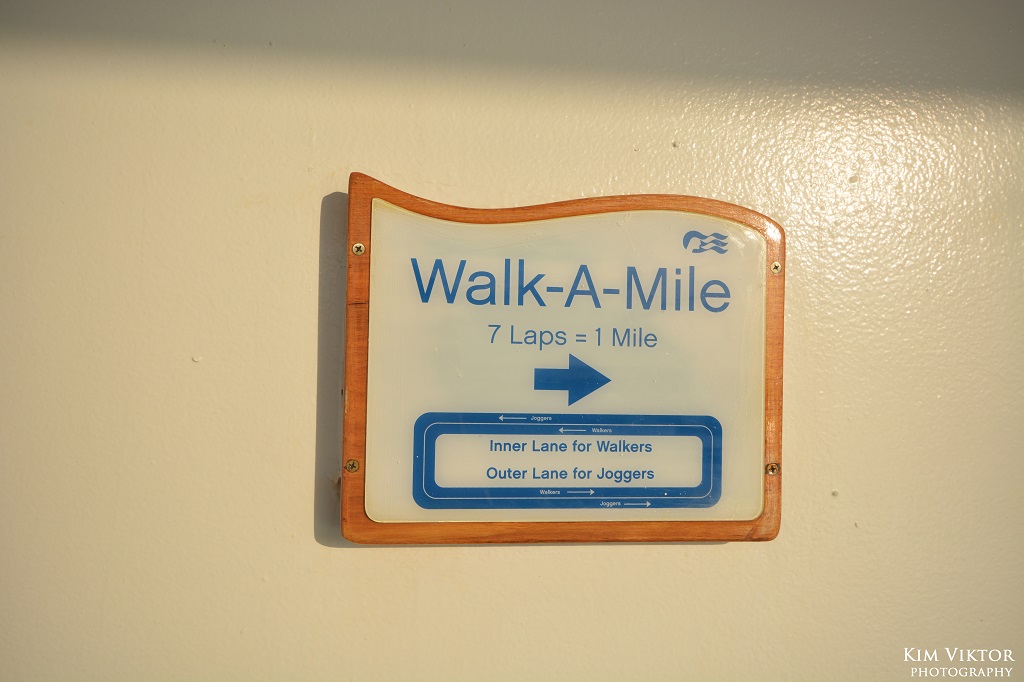 Walk-A-Mile
7 Laps = 1 Mile
Joggers
Walkers
Inner Lane for Walkers
Outer Lane for Joggers
Walkers
Joggers
KIM VIKTOR
PHOTOGRAPHY